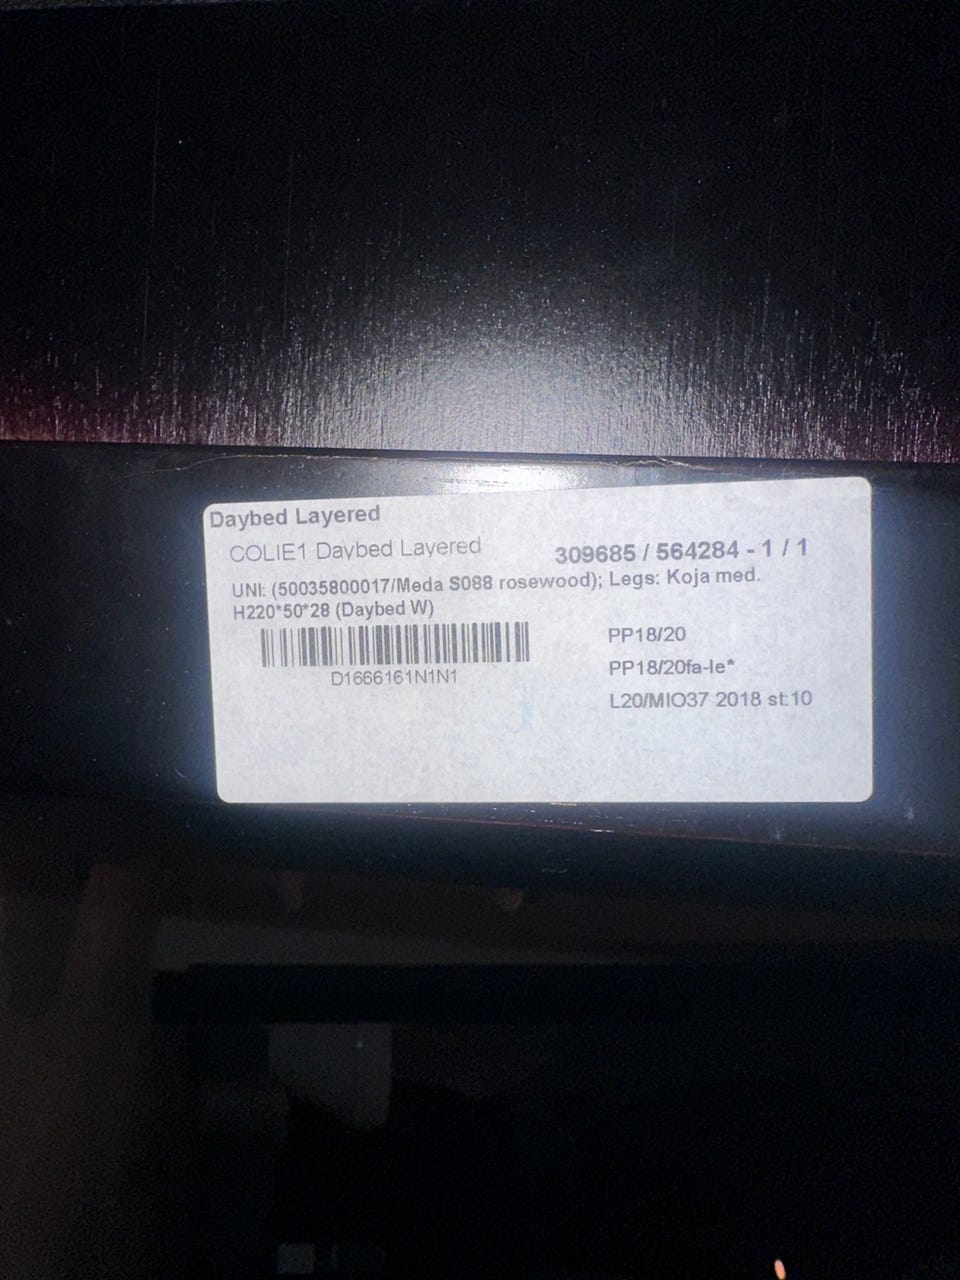 Daybed Layered
COLIE1 Daybed Layered
309685 / 564284 - 1 / 1
UNI: (50035800017/Meda S088 rosewood); Legs: Koja med.
H220*50*28 (Daybed W)
D1666161N1N1
PP18/20
PP18/20fa-le*
L20/MIO37 2018 st:10